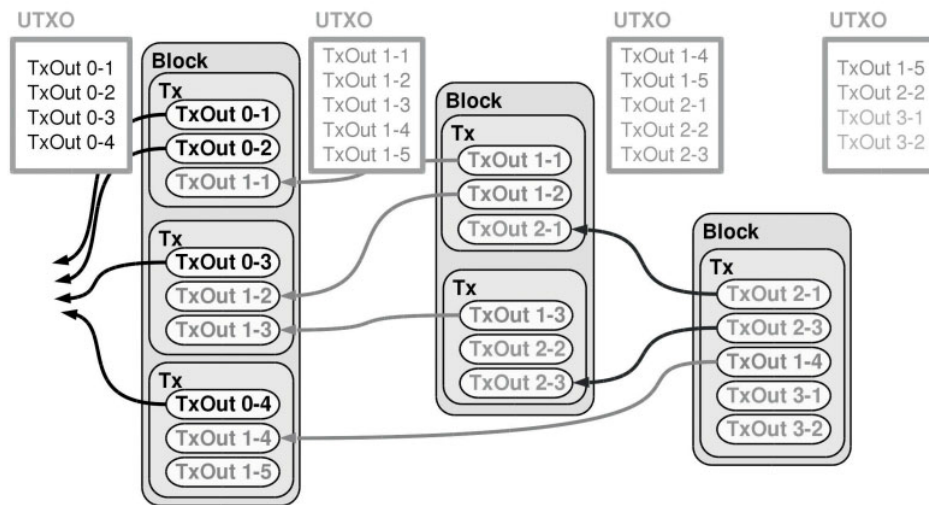 UTXO
TxOut 0-1
TxOut 0-2
TxOut 0-3
TxOut 0-4
Block
Tx
TxOut 0-1
TxOut 0-2
TxOut 1-1
Tx
TxOut 0-3
TxOut 1-2
TxOut 1-3
Tx
TxOut 0-4
TxOut 1-4
TxOut 1-5
UTXO
TxOut 1-1
TxOut 1-2
TxOut 1-3
TxOut 1-4
TxOut 1-5
Block
Tx
TxOut 1-1
TxOut 1-2
TxOut 2-1
Tx
TxOut 1-3
TxOut 2-2
TxOut 2-3
UTXO
TxOut 1-4
TxOut 1-5
TxOut 2-1
TxOut 2-2
TxOut 2-3
Block
Tx
TxOut 2-1
TxOut 2-3
TxOut 1-4
TxOut 3-1
TxOut 3-2
UTXO
TxOut 1-5
TxOut 2-2
TxOut 3-1
TxOut 3-2